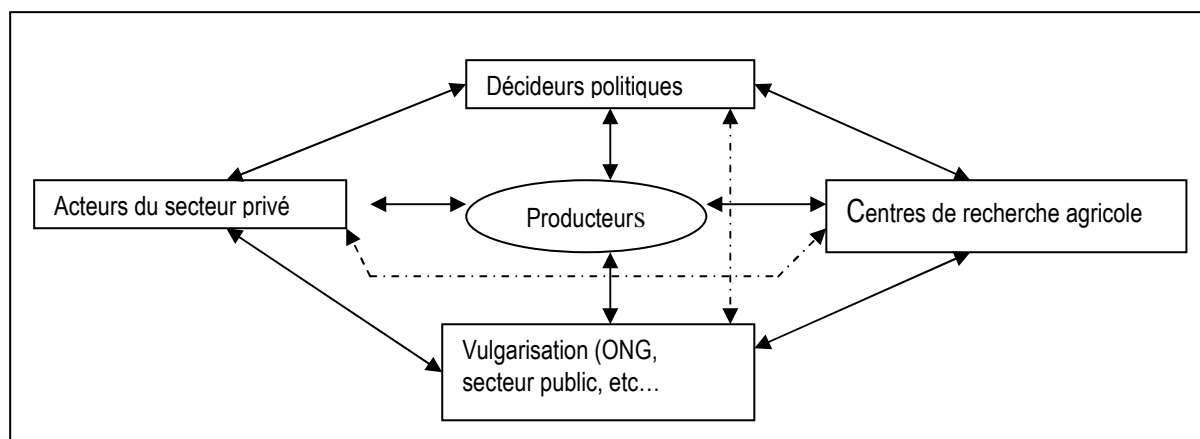 Décideurs politiques
Acteurs du secteur privé
Producteurs
Centres de recherche agricole
Vulgarisation (ONG,
secteur public, etc…